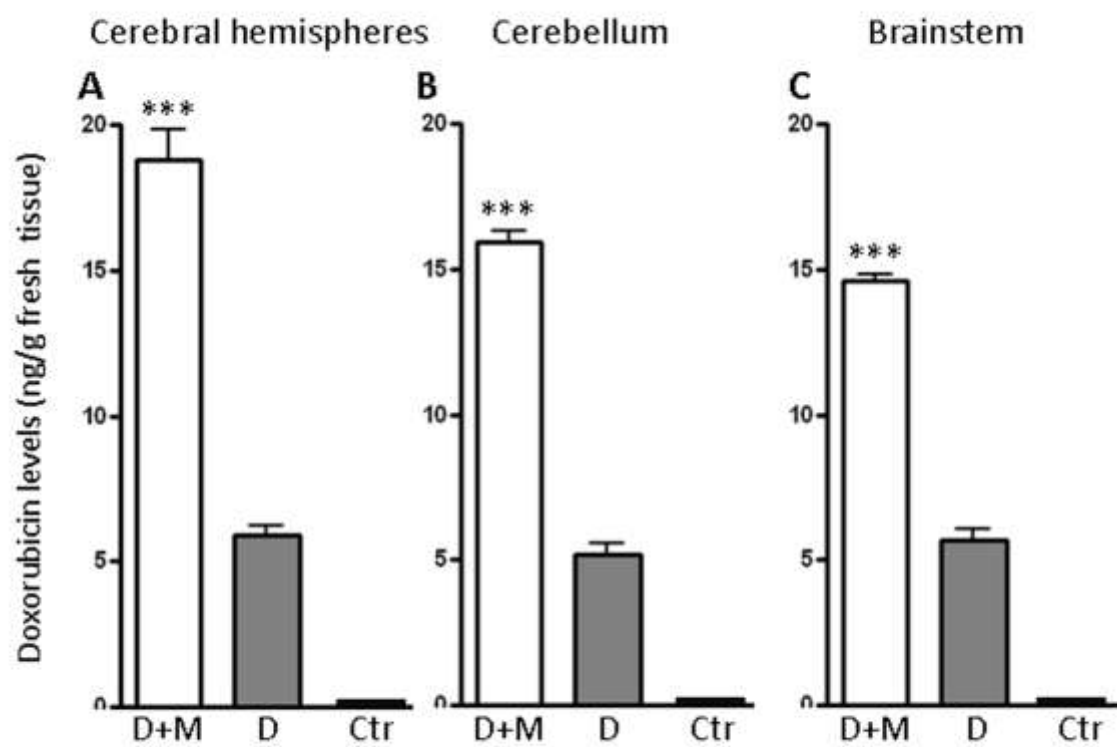 Cerebral hemispheres
Cerebellum
Brainstem
Doxorubicin levels (ng/g fresh tissue)
A
***
20
15
10
5
0
D+M D Ctr
B
***
20
15
10
5
0
D+M D Ctr
C
***
20
15
10
5
0
D+M D Ctr